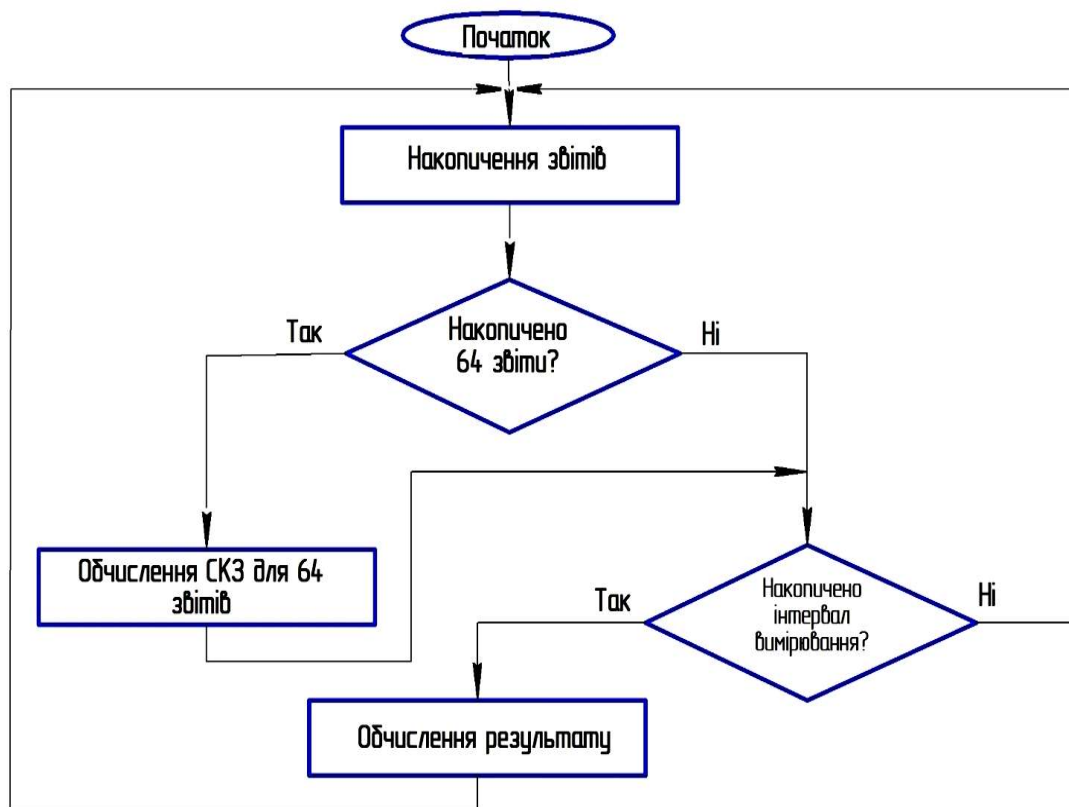 Початок
Накопичення звітів
Так
Накопичено
64 звіти?
Ні
Обчислення СКЗ для 64
звітів
Так
Накопичено
інтервал
вимірювання?
Ні
Обчислення результату